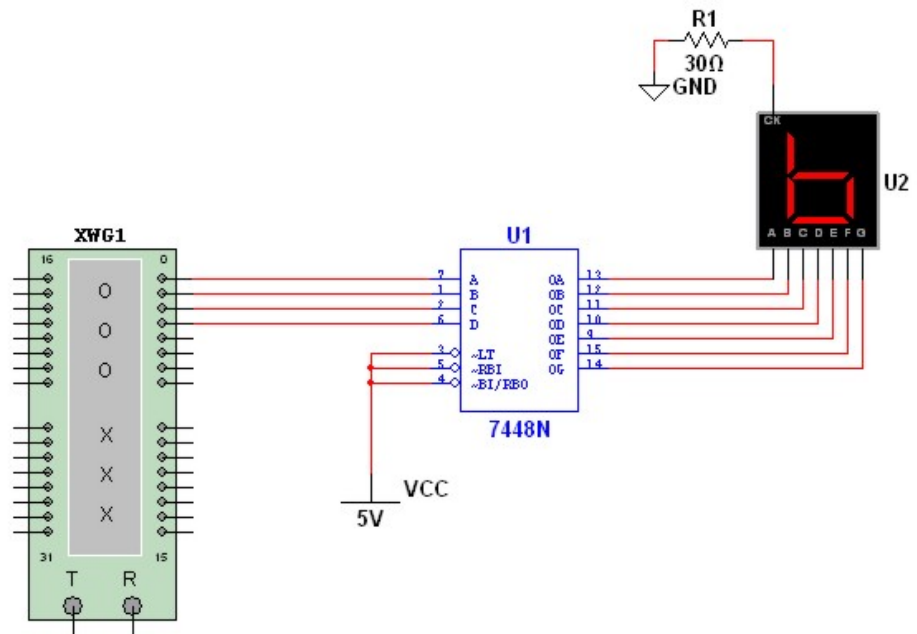 R1
30Ω
GND
CK
U2
A B C D E F G
XWG1
U1
16 0
O
O
O
X
X
X
31 15
T R
7 A OA 13
1 B OB 12
2 C OC 11
6 D OD 10
OE 9
3 ~LT OF 15
5 ~RBI OG 14
4 ~BI/RBO
7448N
VCC
5V